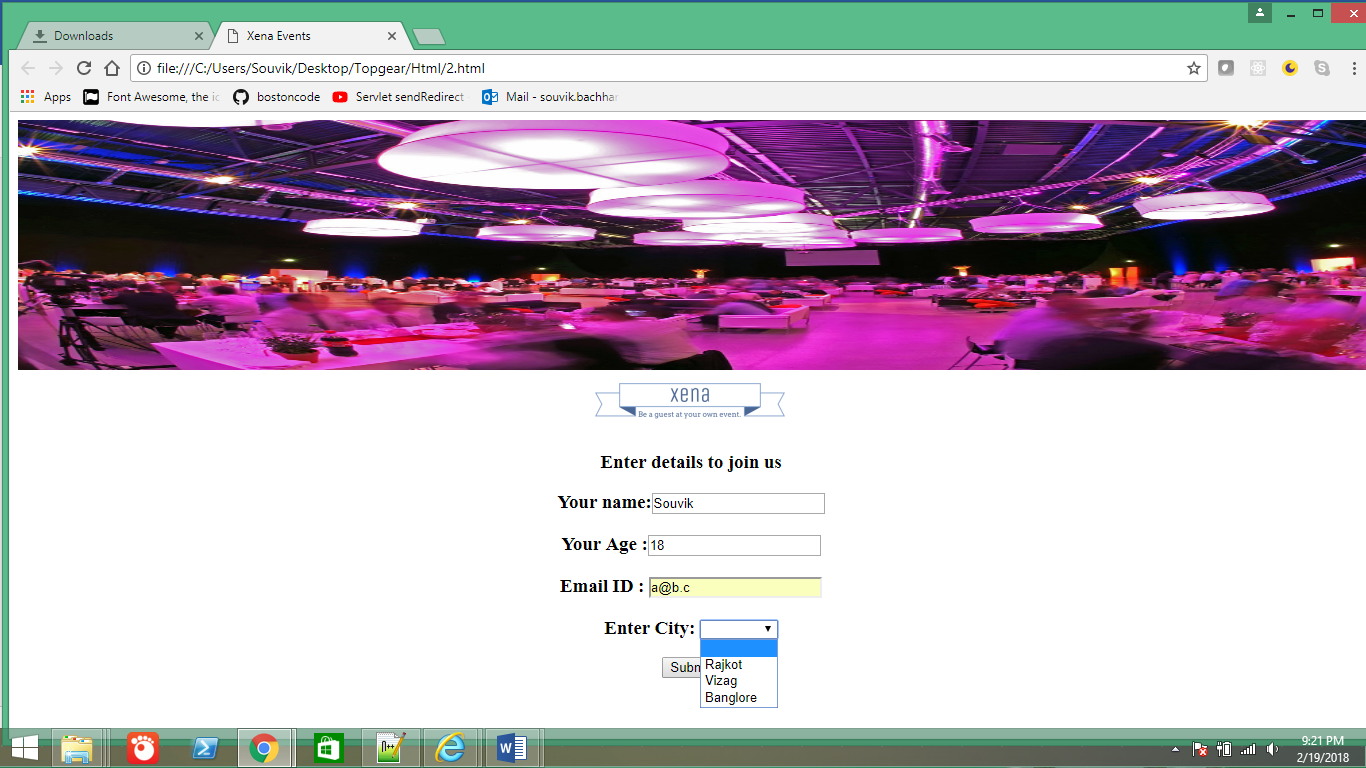 Downloads
Xena Events
file:///C:/Users/Souvik/Desktop/Topgear/Html/2.html
Apps
Font Awesome, the ic
bostoncode
Servlet sendRedirect
Mail - souvik.bachhar
xena
Be a guest at your own event.
Enter details to join us
Your name:Souvik
Your Age :18
Email ID : a@b.c
Enter City:
Rajkot
Vizag
Banglore
Subm
9:21 PM
2/19/2018